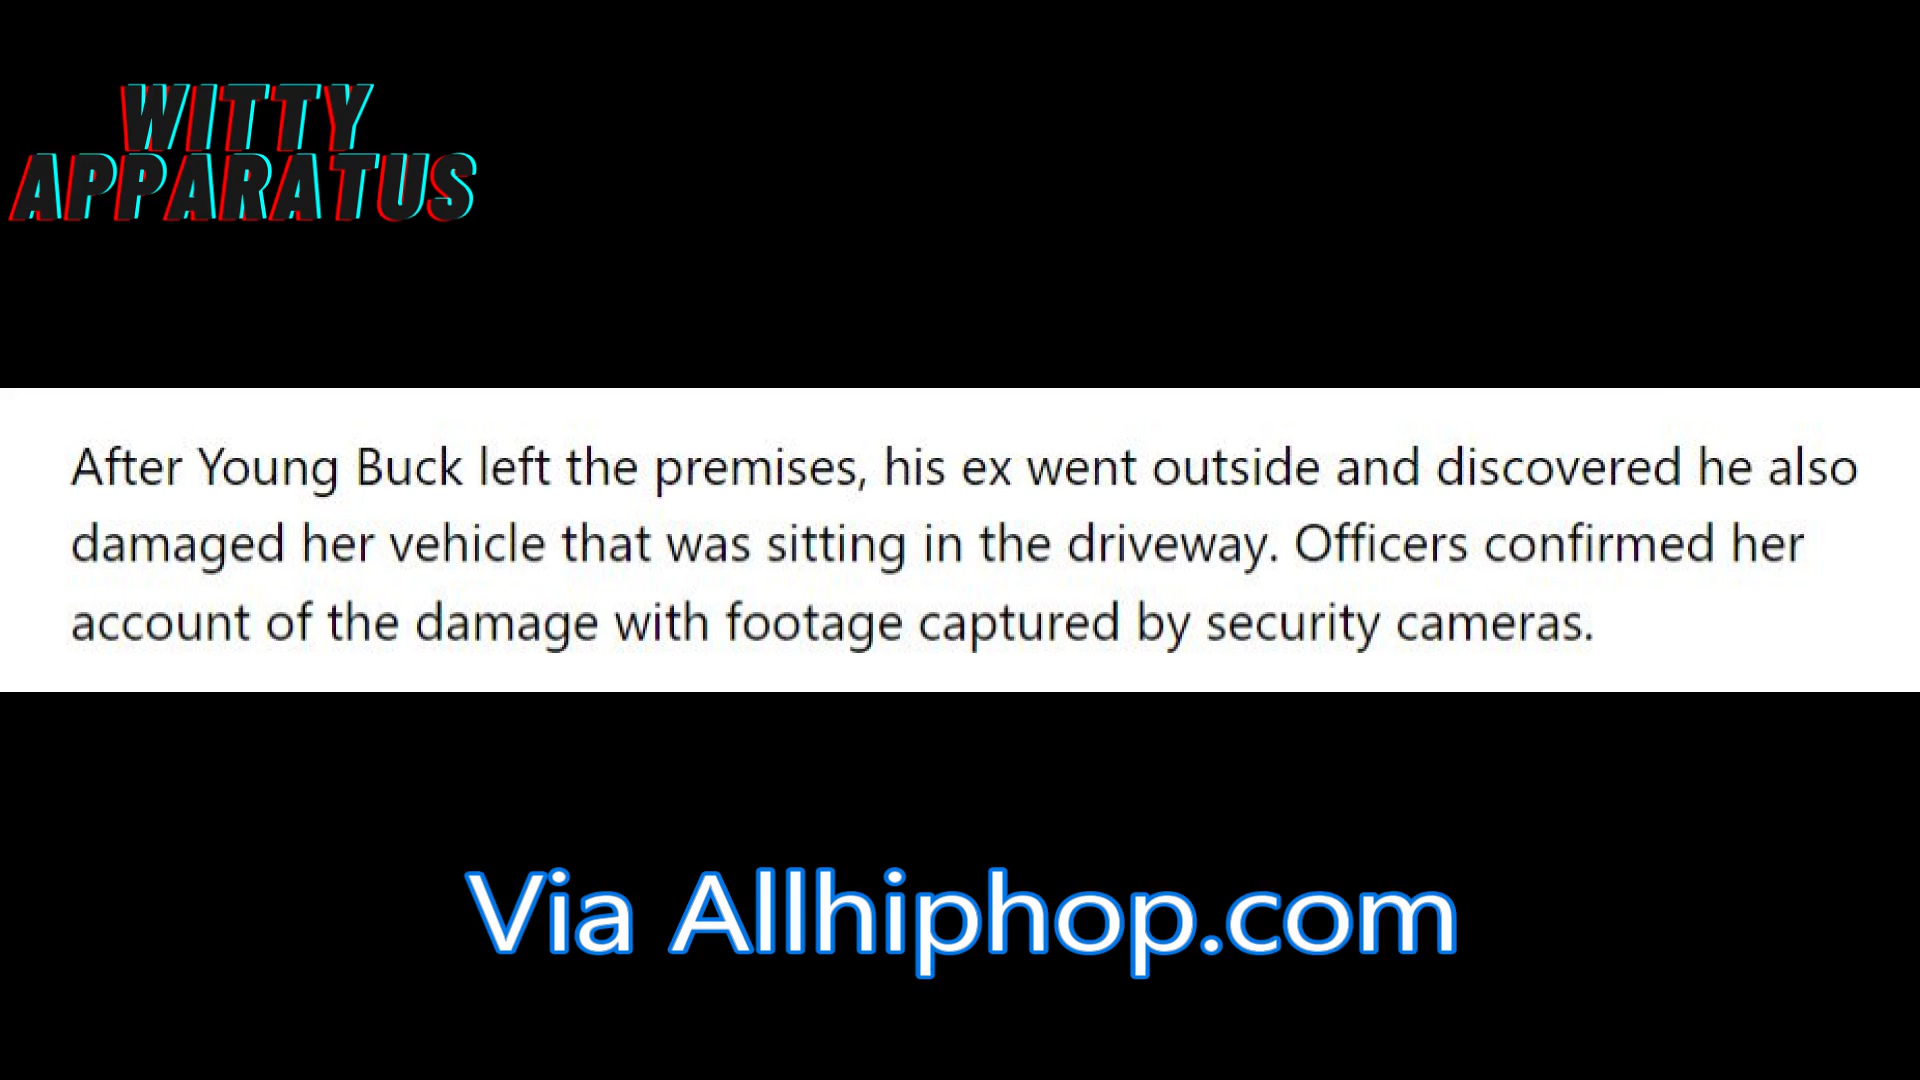 WITTY
APPARATUS
After Young Buck left the premises, his ex went outside and discovered he also
damaged her vehicle that was sitting in the driveway. Officers confirmed her
account of the damage with footage captured by security cameras.
Via Allhiphop.com